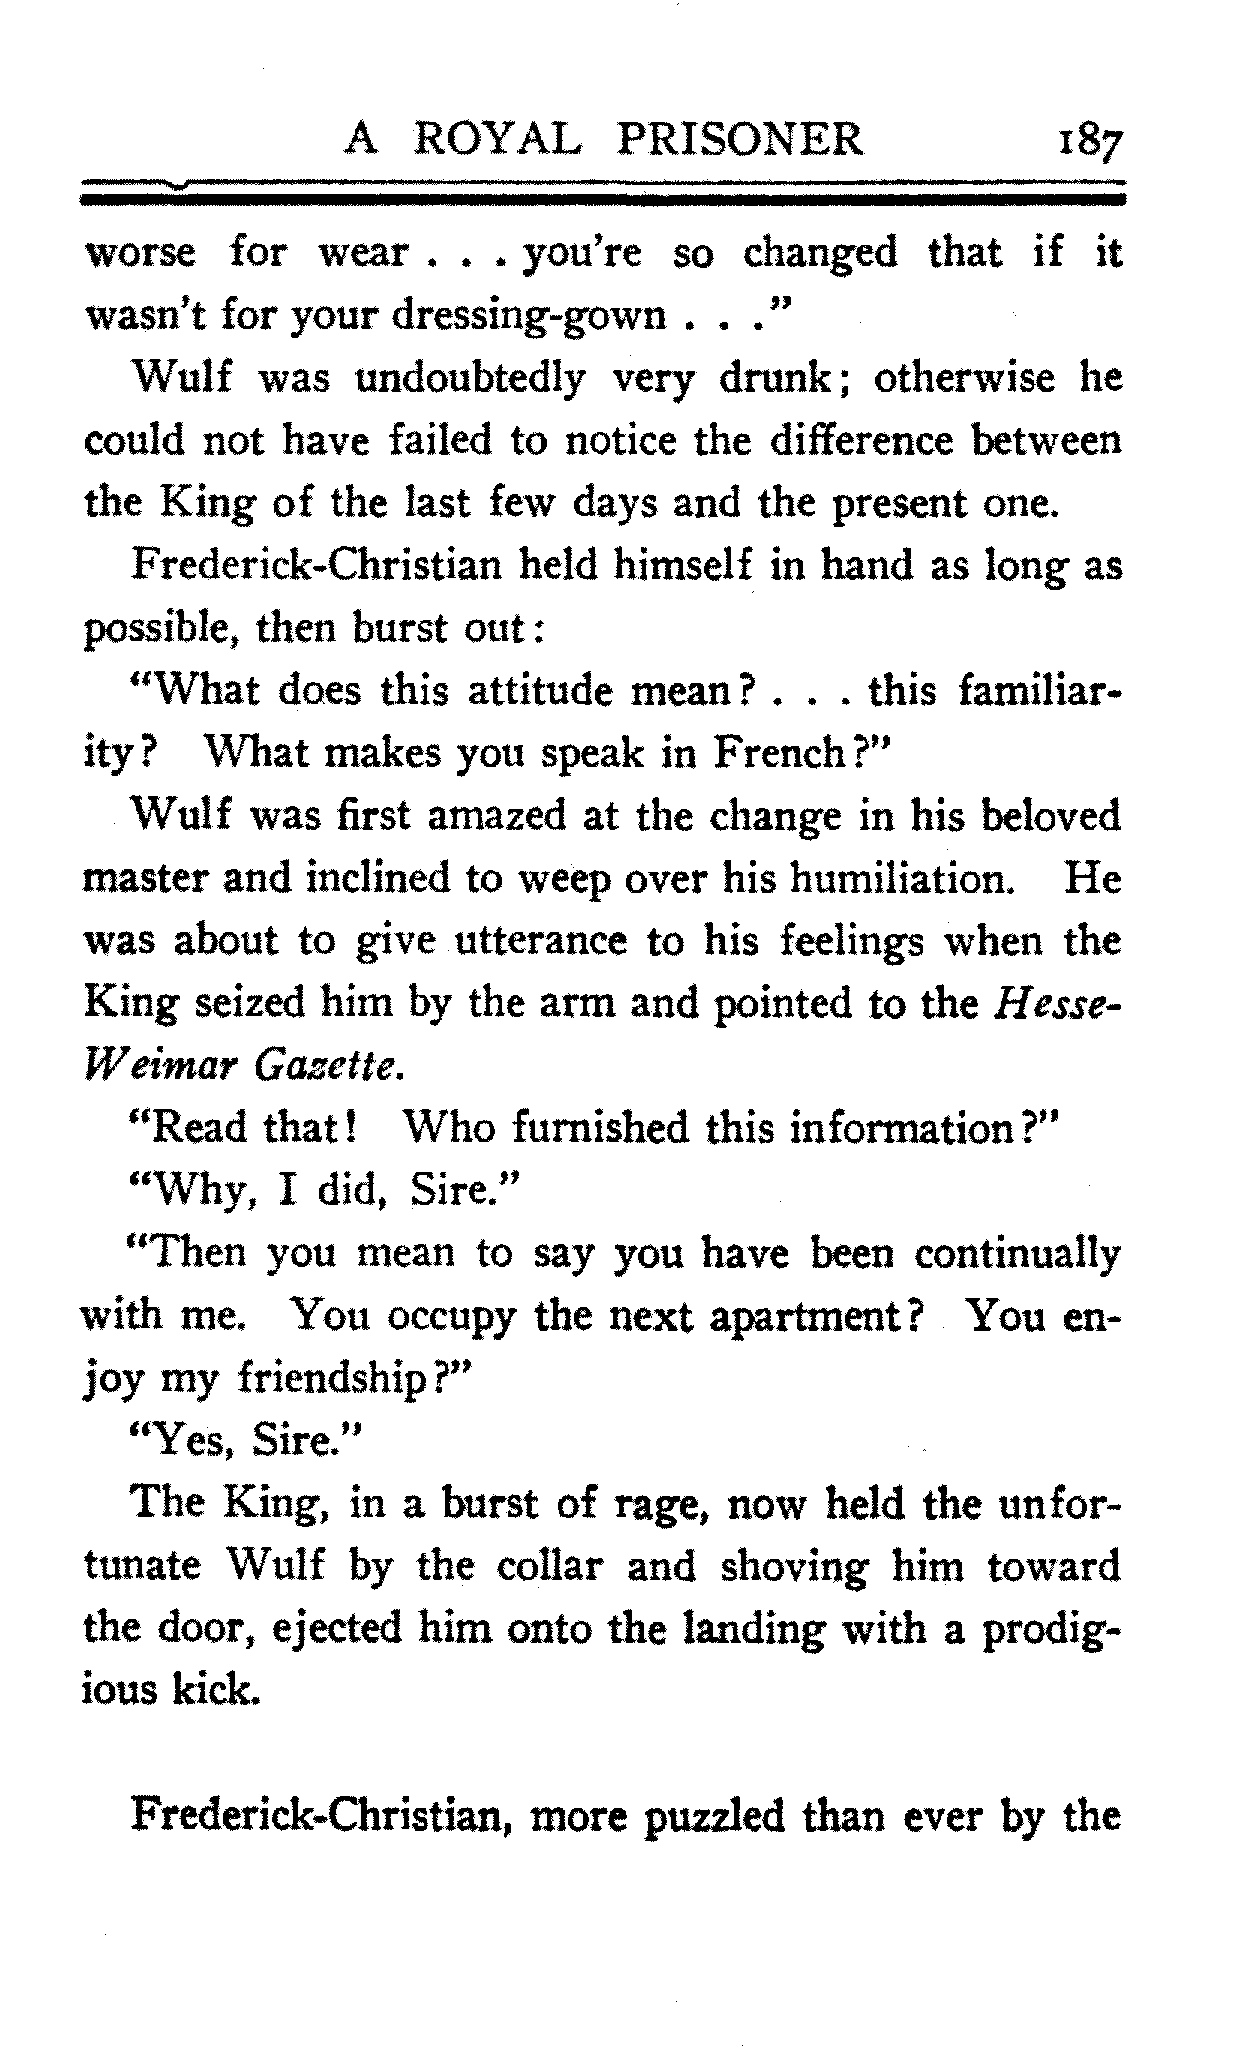 A ROYAL PRISONER 187
worse for wear . . . you're so changed that if it
wasn't for your dressing-gown . . ."
Wulf was undoubtedly very drunk; otherwise he
could not have failed to notice the difference between
the King of the last few days and the present one.
Frederick-Christian held himself in hand as long as
possible, then burst out:
"What does this attitude mean? . . . this familiar-
ity? What makes you speak in French?"
Wulf was first amazed at the change in his beloved
master and inclined to weep over his humiliation. He
was about to give utterance to his feelings when the
King seized him by the arm and pointed to the Hesse-
Weimar Gazette.
"Read that! Who furnished this information?"
"Why, I did, Sire."
"Then you mean to say you have been continually
with me. You occupy the next apartment? You en-
joy my friendship?"
"Yes, Sire."
The King, in a burst of rage, now held the unfor-
tunate Wulf by the collar and shoving him toward
the door, ejected him onto the landing with a prodig-
ious kick.
Frederick-Christian, more puzzled than ever by the